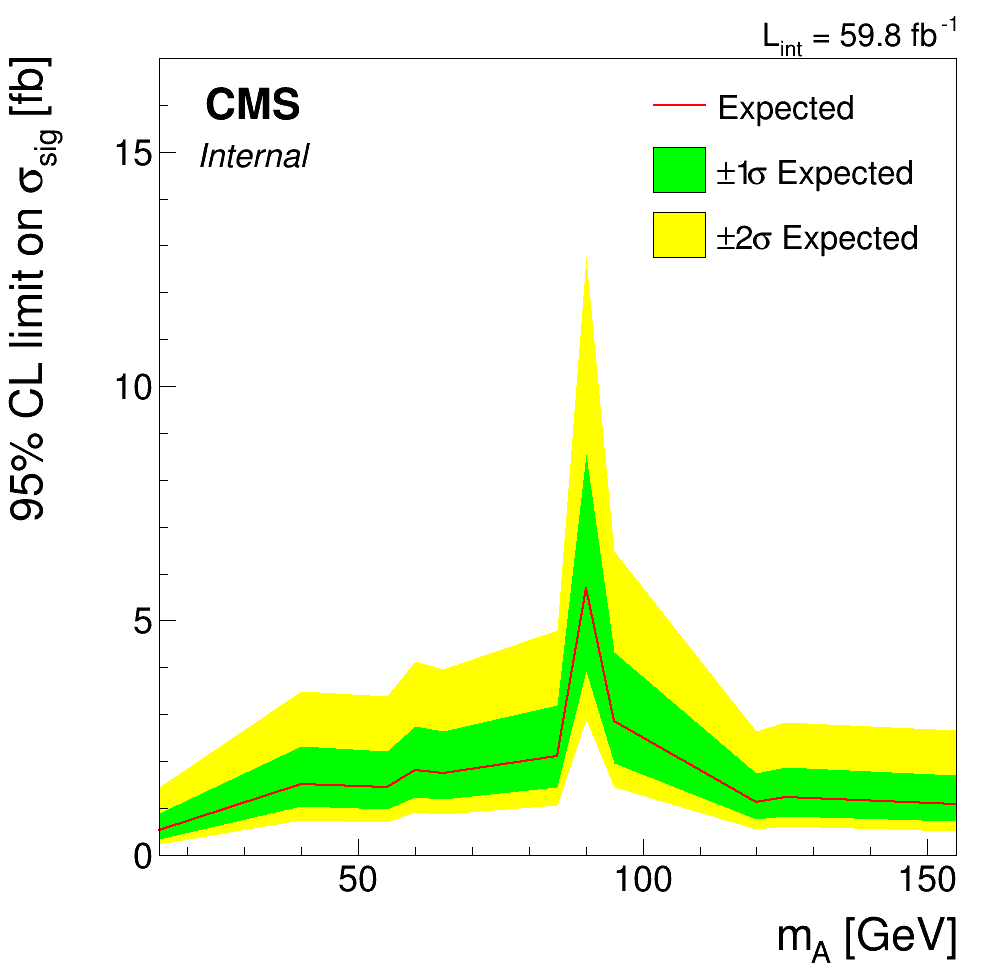 L_int = 59.8 fb^-1
95% CL limit on σ_sig [fb]
CMS
Internal
Expected
±1σ Expected
±2σ Expected
15
10
5
0
50
100
150
m_A [GeV]